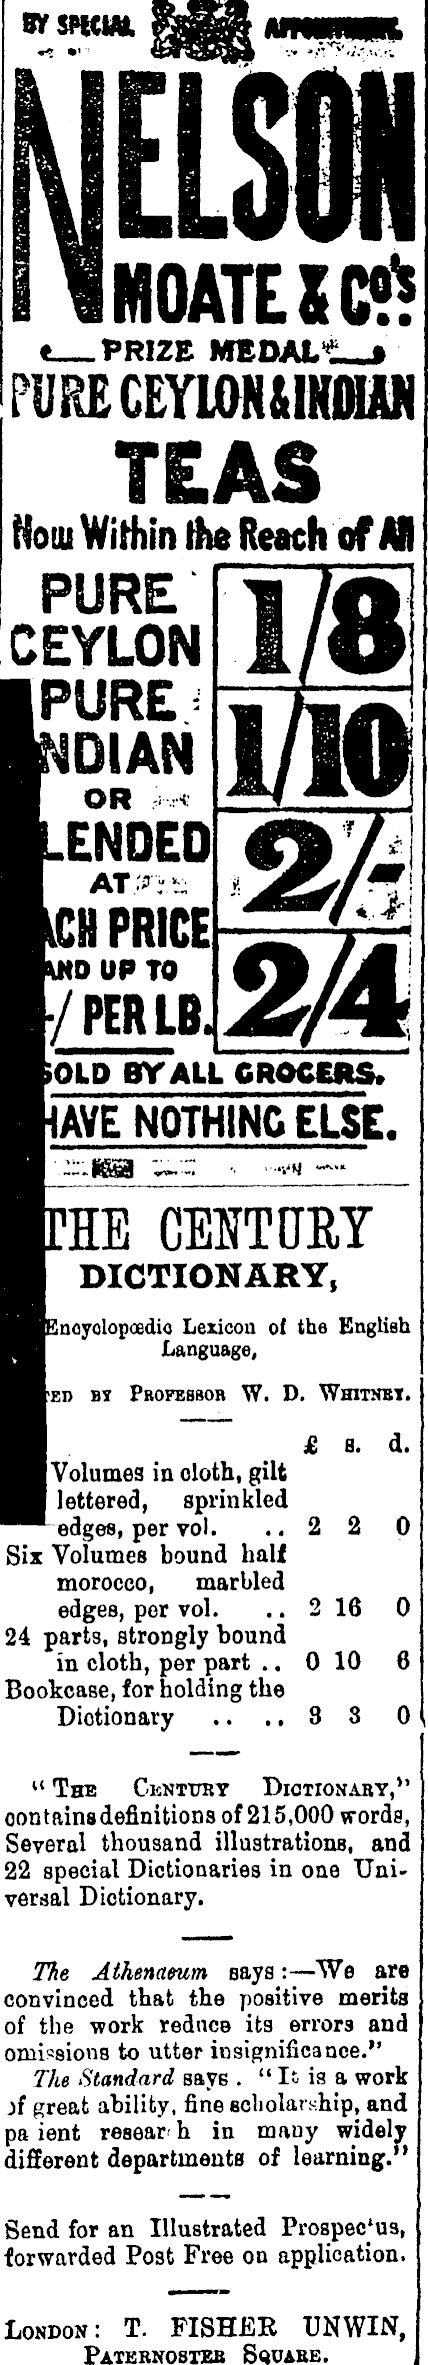 BY SPECIAL APPOINTMENT.
NELSON
MOATE & CO'S.
PRIZE MEDAL
PURE CEYLON & INDIAN
TEAS
Now Within the Reach of All
PURE
CEYLON
1/8
PURE
NDIAN
1/10
OR
LENDED
AT
2/-
ACH PRICE
AND UP TO
-/ PER LB.
2/4
SOLD BY ALL GROCERS.
HAVE NOTHING ELSE.
THE CENTURY
DICTIONARY,
Encyclopœdic Lexicon of the English
Language,
TED BY PROFESSOR W. D. WHITNEY.
£ s. d.
Volumes in cloth, gilt
lettered, sprinkled
edges, per vol. .. 2 2 0
Six Volumes bound half
morocco, marbled
edges, per vol. .. 2 16 0
24 parts, strongly bound
in cloth, per part .. 0 10 6
Bookcase, for holding the
Dictionary .. .. 3 3 0
"THE CENTURY DICTIONARY,"
contains definitions of 215,000 words,
Several thousand illustrations, and
22 special Dictionaries in one Uni-
versal Dictionary.
The Athenaeum says:—We are
convinced that the positive merits
of the work reduce its errors and
omissions to utter insignificance."
The Standard says. "It is a work
of great ability, fine scholarship, and
pa ient resear h in many widely
different departments of learning."
Send for an Illustrated Prospec'us,
forwarded Post Free on application.
LONDON: T. FISHER UNWIN,
PATERNOSTER SQUARE.